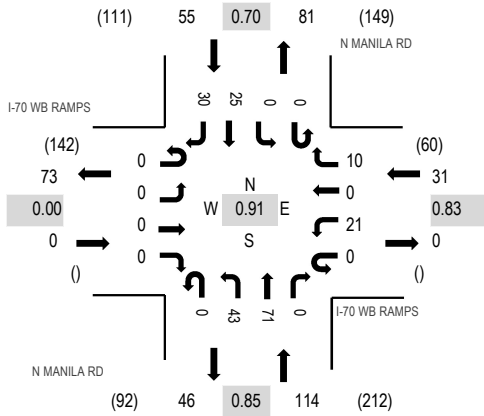 (111) 55 0.70 81 (149)
N MANILA RD
30 25 0 0
I-70 WB RAMPS
(142) (60)
0 10
73 31
0 0
N
0.00 W 0.91 E 0.83
0 21
0 0
S
0 0
() ()
0 43 71 0
I-70 WB RAMPS
N MANILA RD
(92) 46 0.85 114 (212)